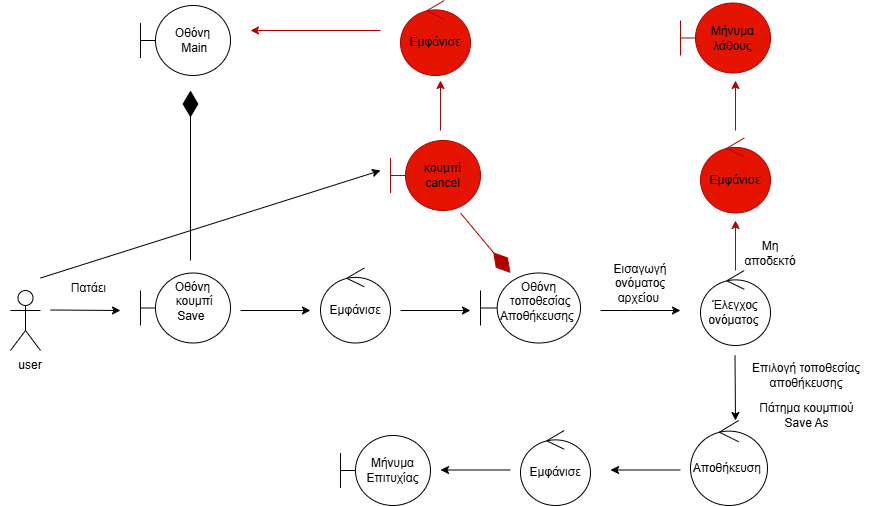 Οθόνη
Main
Εμφάνισε
Μήνυμα
λάθους
κουμπί
cancel
Εμφάνισε
Μη
αποδεκτό
user
Πατάει
Οθόνη
κουμπί
Save
Εμφάνισε
Οθόνη
τοποθεσίας
Αποθήκευσης
Εισαγωγή
ονόματος
αρχείου
Έλεγχος
ονόματος
Επιλογή τοποθεσίας
αποθήκευσης
Πάτημα κουμπιού
Save As
Μήνυμα
Επιτυχίας
Εμφάνισε
Αποθήκευση